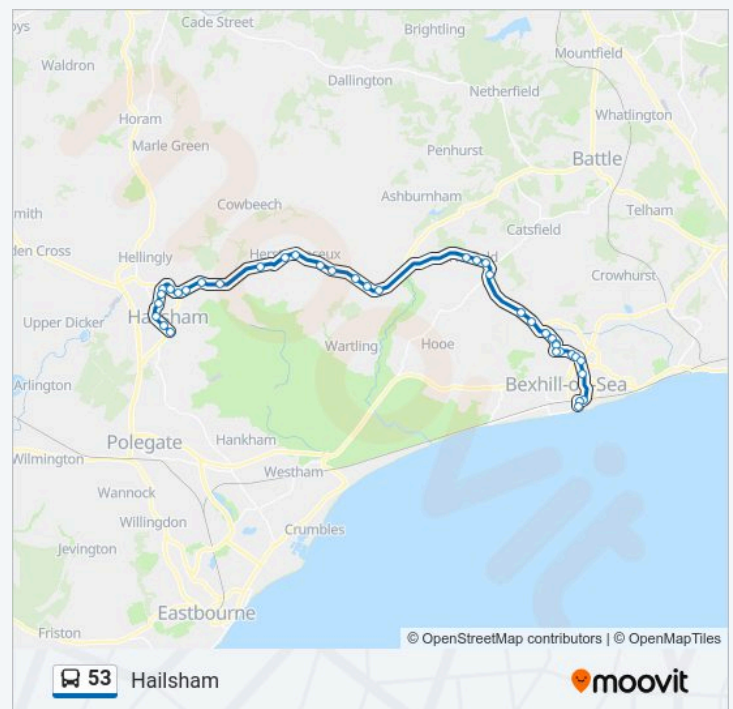 Cade Street
Brightling
Waldron
Mountfield
Dallington
Netherfield
Horam
Whatlington
Marle Green
Penhurst
Battle
Ashburnham
Cowbeech
Telham
Catsfield
Hellingly
Crowhurst
Hailsham
Upper Dicker
Wartling
Hooe
Arlington
Bexhill-on-Sea
Polegate
Hankham
Wilmington
Westham
Wannock
Willingdon
Crumbles
Jevington
Eastbourne
Friston
© OpenStreetMap contributors | © OpenMapTiles
53 Hailsham
moovit